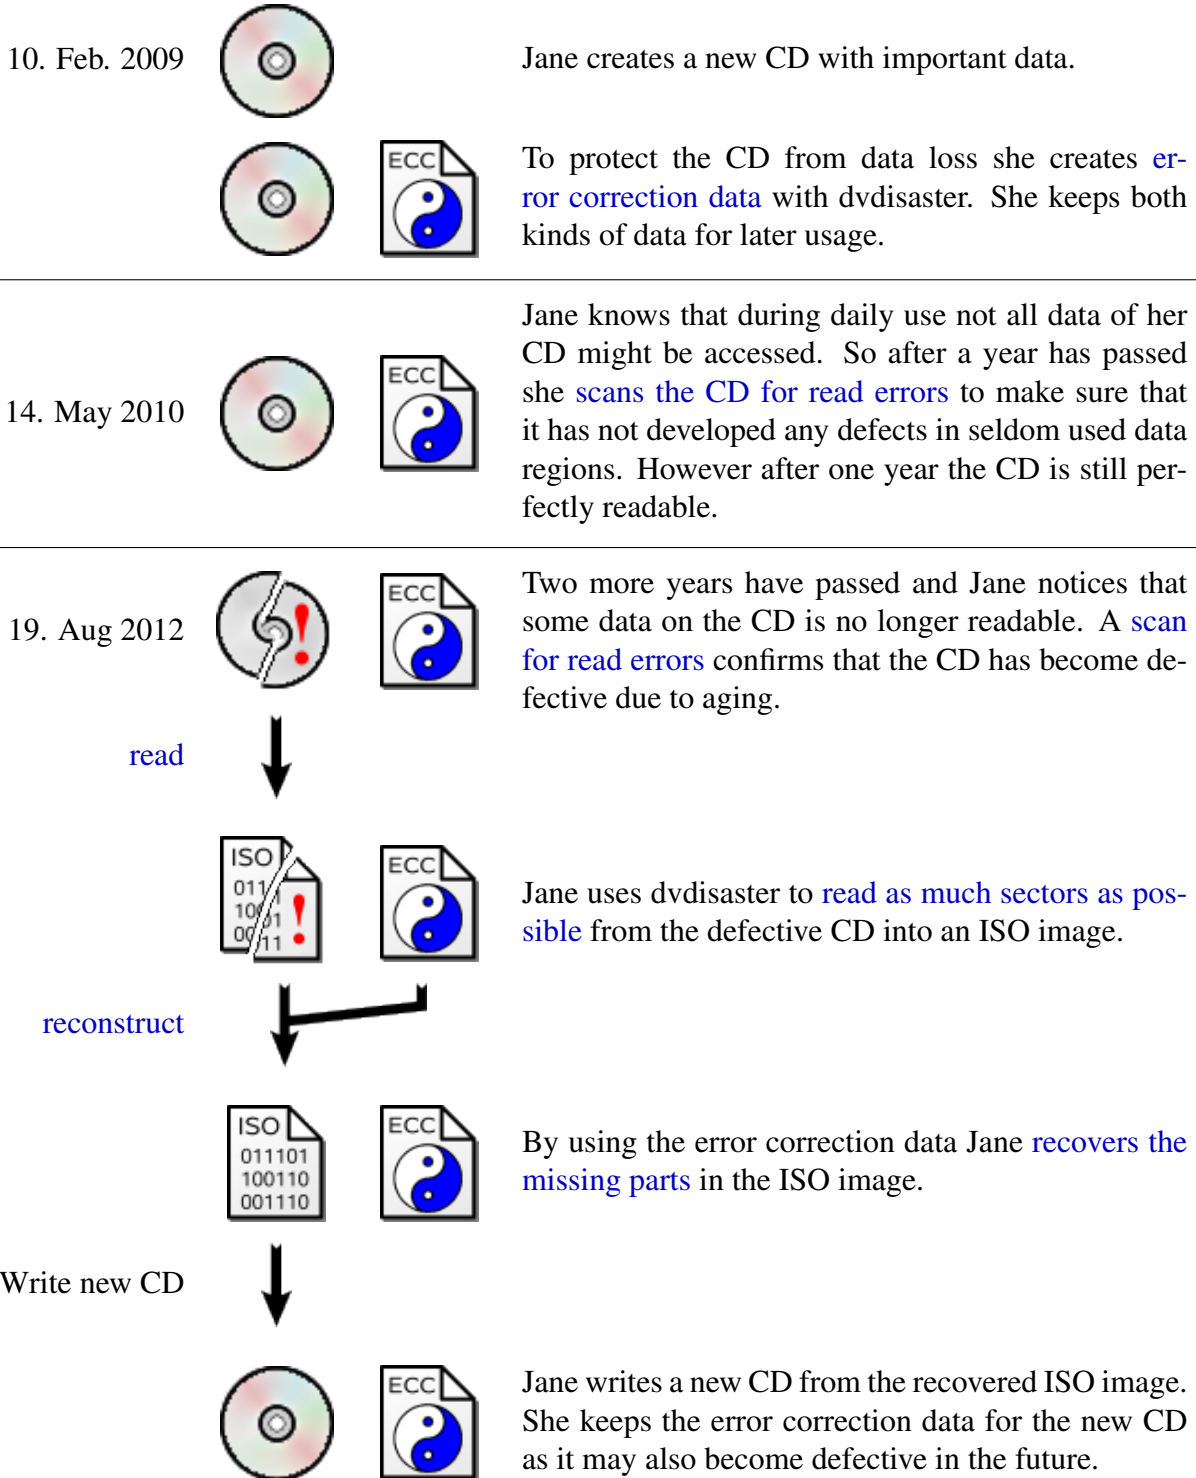 10. Feb. 2009
Jane creates a new CD with important data.
ECC
To protect the CD from data loss she creates er-
ror correction data with dvdisaster. She keeps both
kinds of data for later usage.
14. May 2010
ECC
Jane knows that during daily use not all data of her
CD might be accessed. So after a year has passed
she scans the CD for read errors to make sure that
it has not developed any defects in seldom used data
regions. However after one year the CD is still per-
fectly readable.
19. Aug 2012
ECC
Two more years have passed and Jane notices that
some data on the CD is no longer readable. A scan
for read errors confirms that the CD has become de-
fective due to aging.
read
ISO
ECC
Jane uses dvdisaster to read as much sectors as pos-
sible from the defective CD into an ISO image.
reconstruct
ISO
011101
100110
001110
ECC
By using the error correction data Jane recovers the
missing parts in the ISO image.
Write new CD
ECC
Jane writes a new CD from the recovered ISO image.
She keeps the error correction data for the new CD
as it may also become defective in the future.